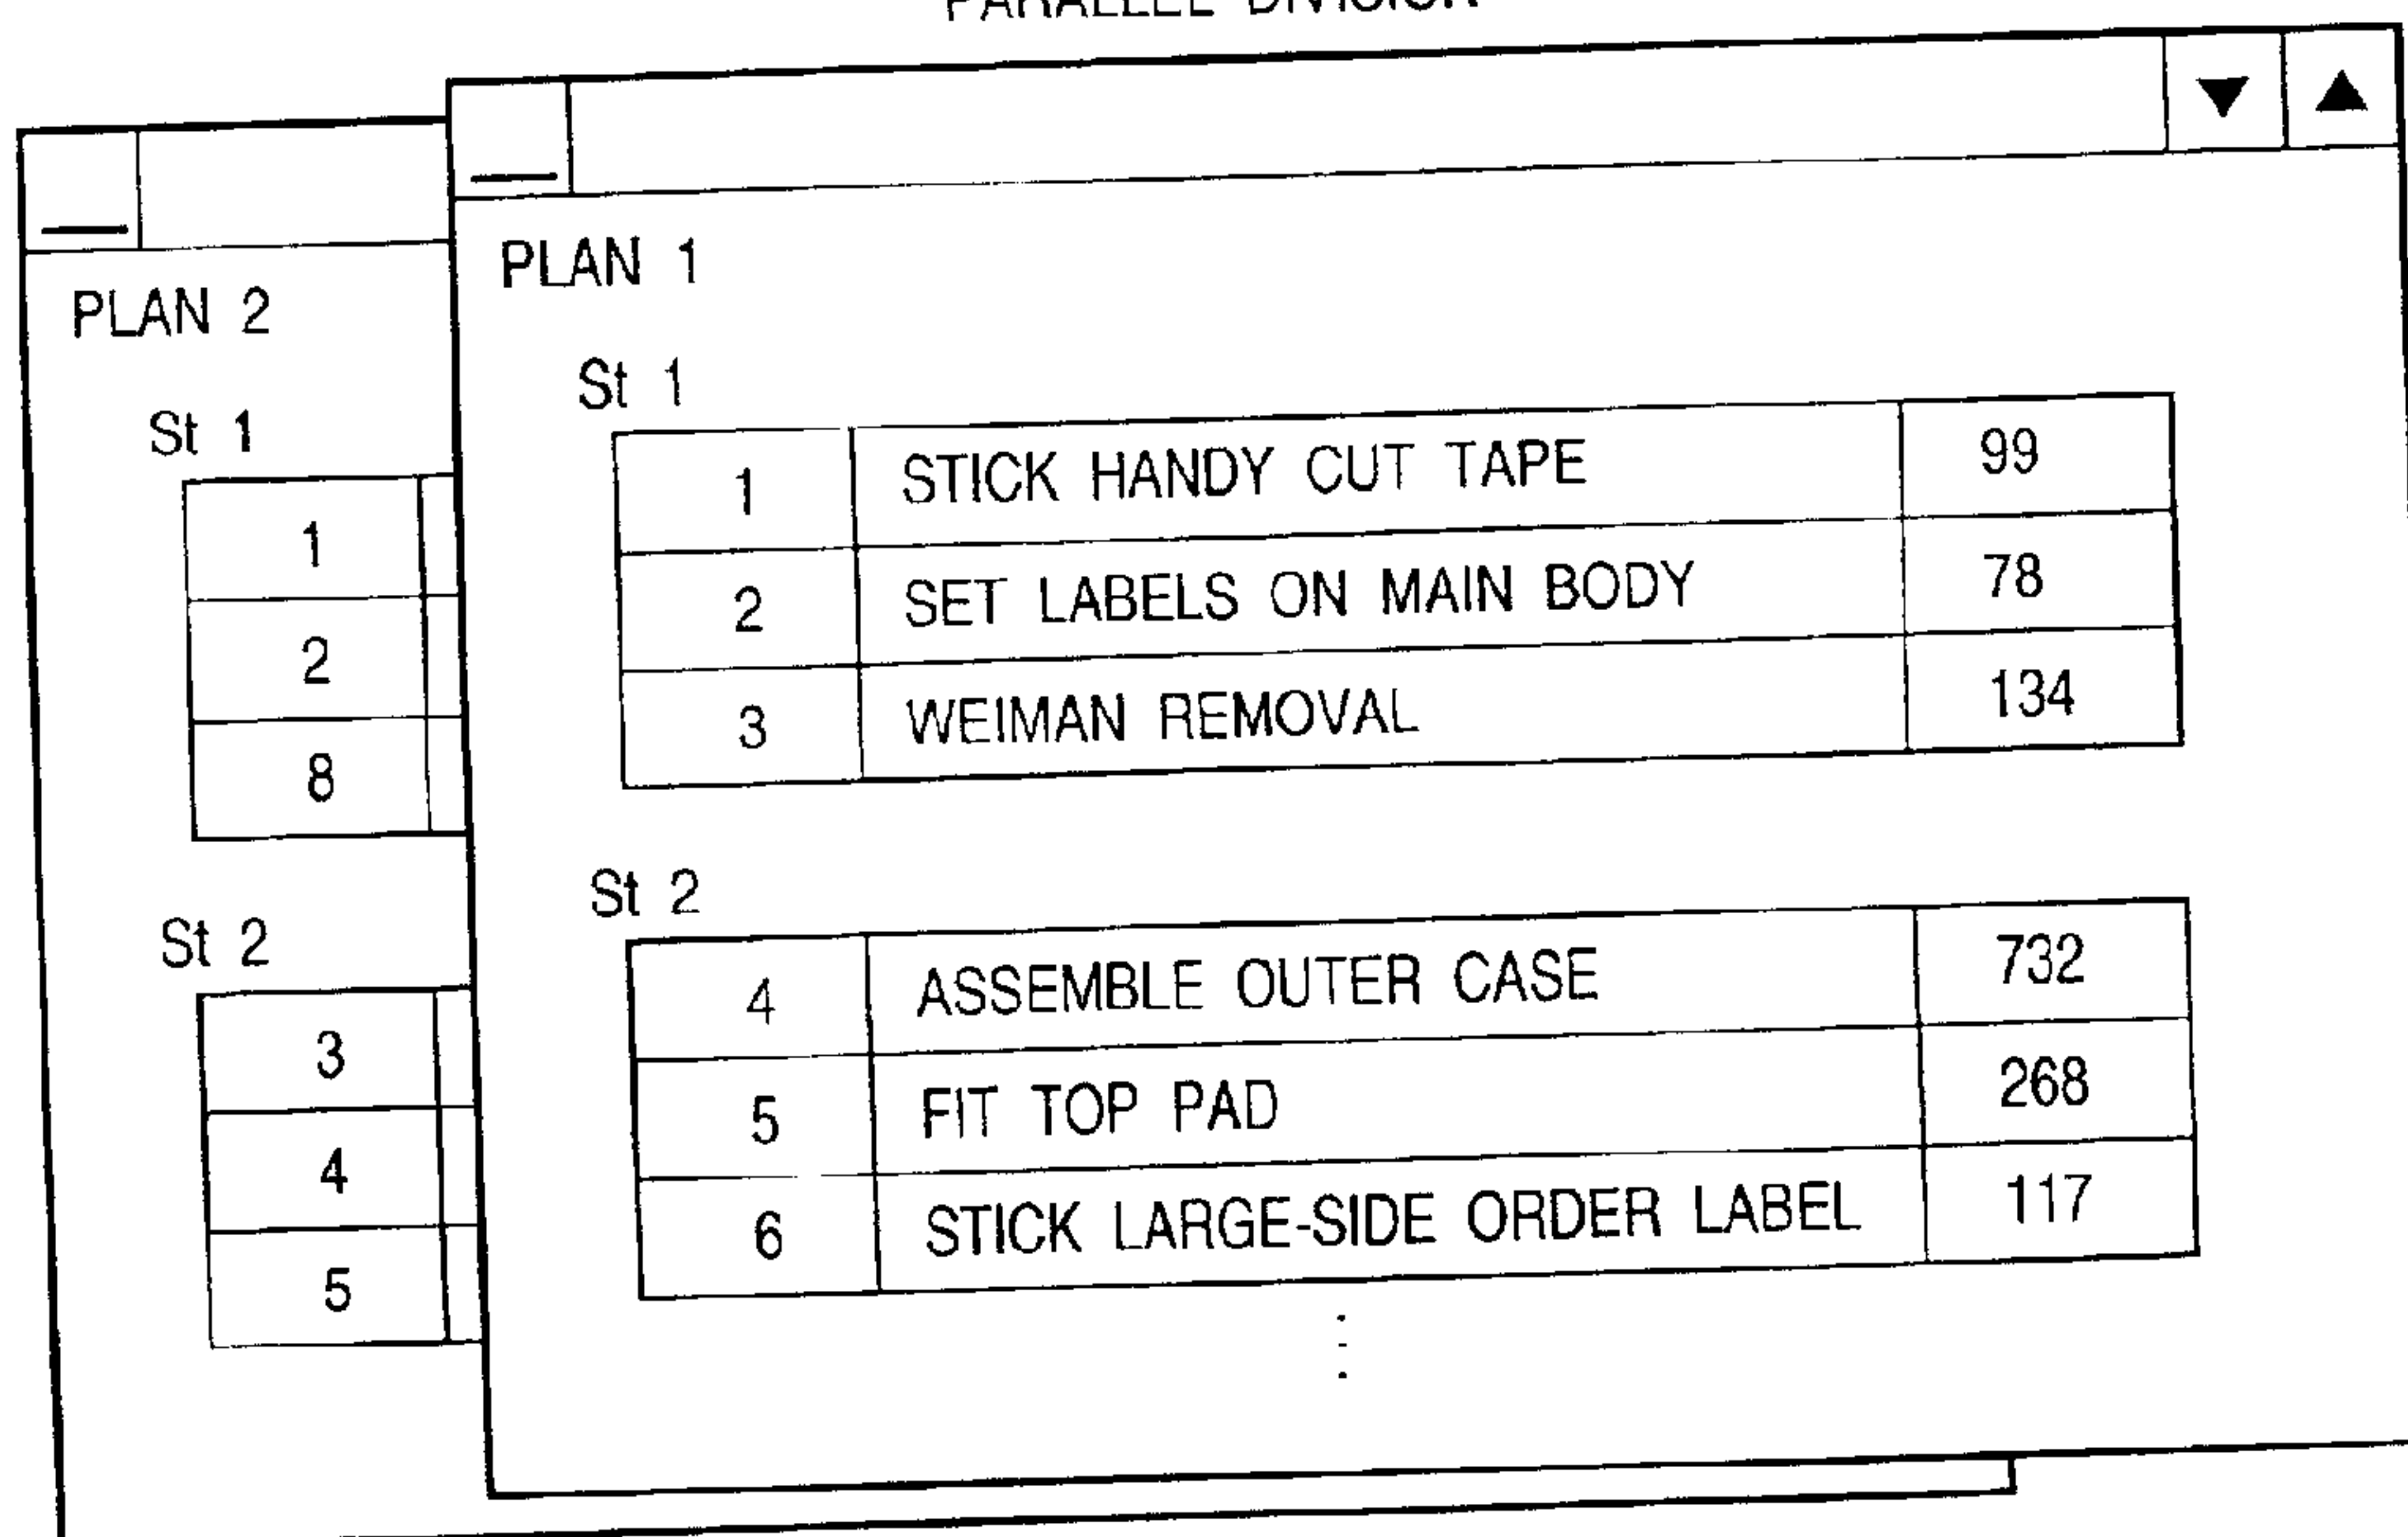 PARALLEL DIVISION
PLAN 1
St 1
1 STICK HANDY CUT TAPE 99
2 SET LABELS ON MAIN BODY 78
3 WEIMAN REMOVAL 134
St 2
4 ASSEMBLE OUTER CASE 732
5 FIT TOP PAD 268
6 STICK LARGE-SIDE ORDER LABEL 117
PLAN 2
St 1
1
2
8
St 2
3
4
5